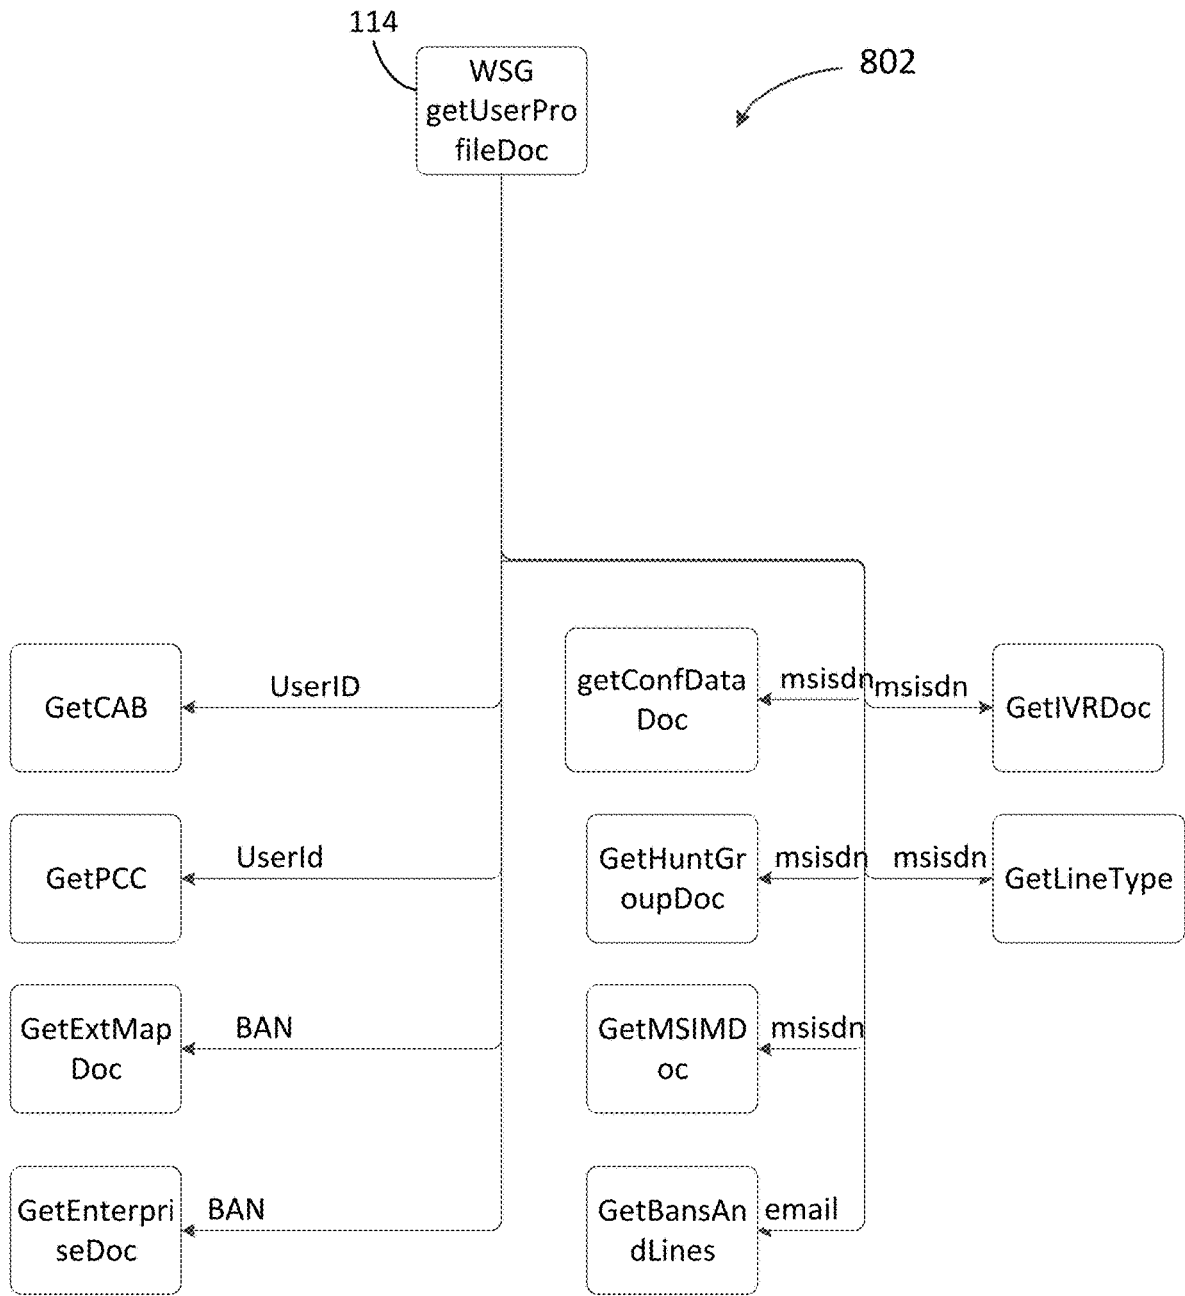 114
802
WSG
getUserPro
fileDoc
UserID
GetCAB
getConfData
Doc
msisdn
msisdn
GetIVRDoc
UserId
GetPCC
GetHuntGr
oupDoc
msisdn
msisdn
GetLineType
BAN
GetExtMap
Doc
GetMSIMD
oc
msisdn
BAN
GetEnterpri
seDoc
GetBansAn
dLines
email